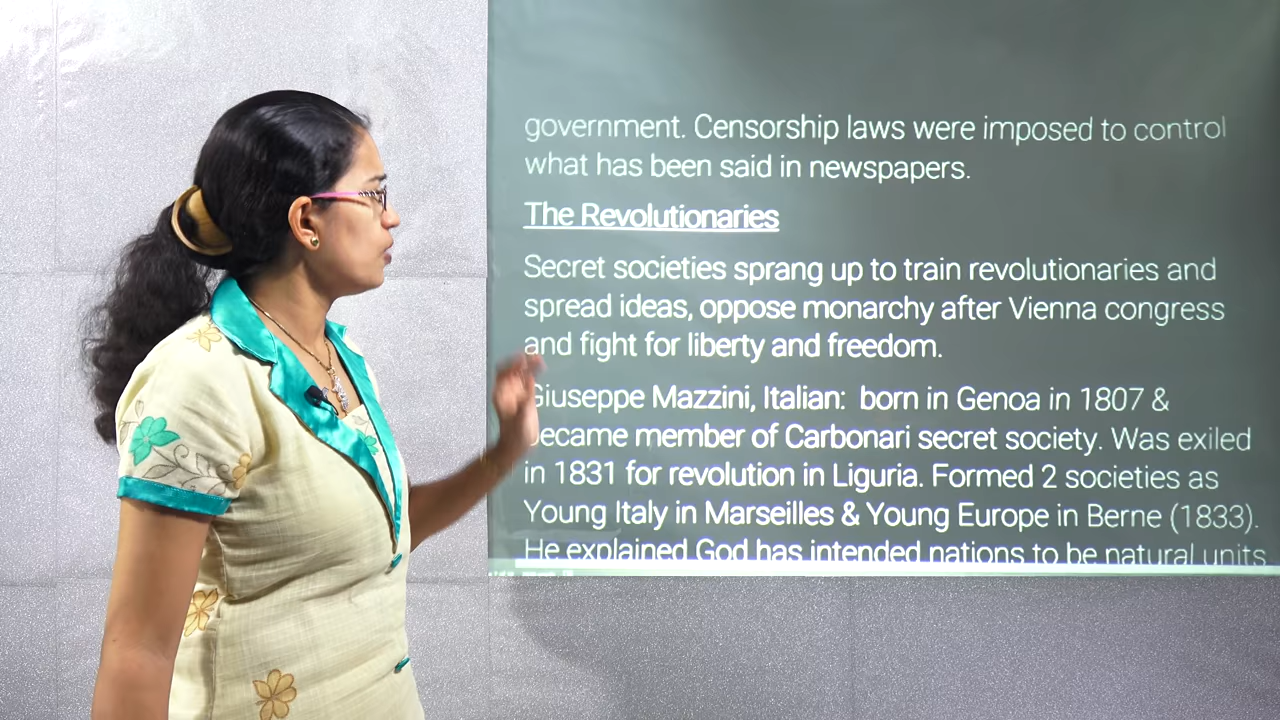 government. Censorship laws were imposed to control
what has been said in newspapers.
The Revolutionaries
Secret societies sprang up to train revolutionaries and
spread ideas, oppose monarchy after Vienna congress
and fight for liberty and freedom.
Giuseppe Mazzini, Italian: born in Genoa in 1807 &
became member of Carbonari secret society. Was exiled
in 1831 for revolution in Liguria. Formed 2 societies as
Young Italy in Marseilles & Young Europe in Berne (1833).
He explained God has intended nations to be natural units